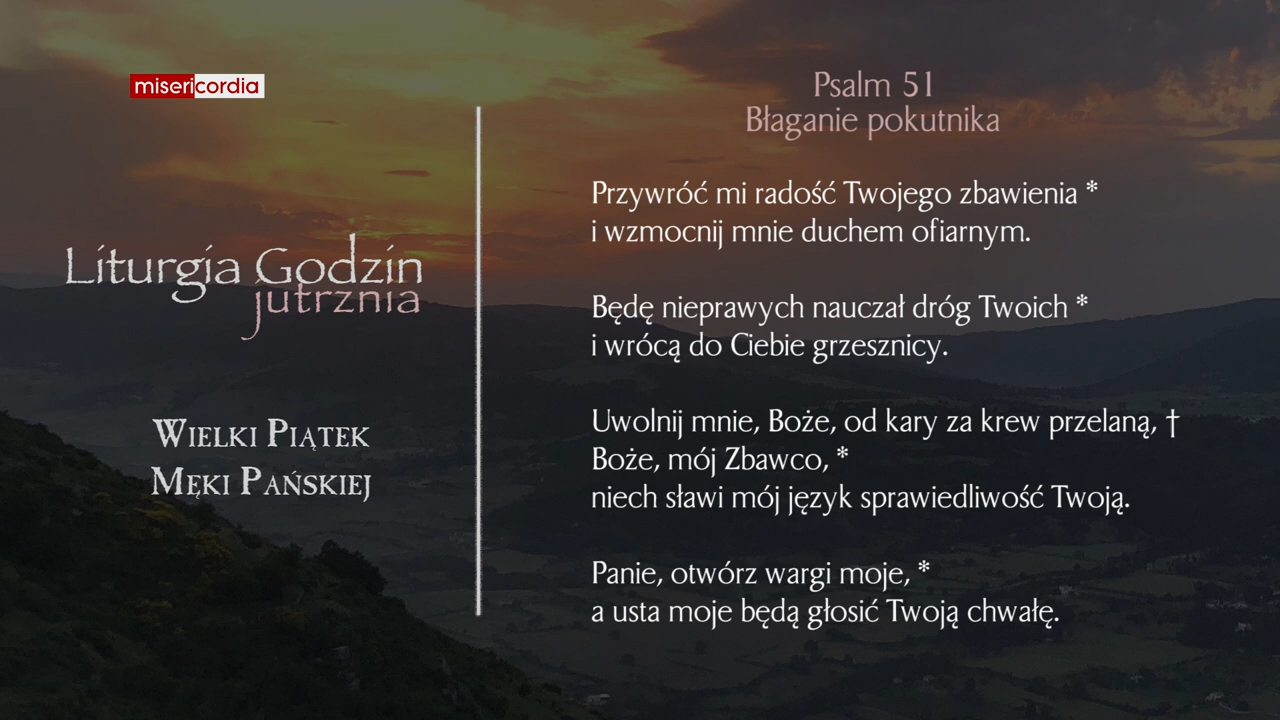 misericordia
Liturgia Godzin
jutrznia
Wielki Piątek
Męki Pańskiej
Psalm 51
Błaganie pokutnika
Przywróć mi radość Twojego zbawienia *
i wzmocnij mnie duchem ofiarnym.
Będę nieprawych nauczał dróg Twoich *
i wrócą do Ciebie grzesznicy.
Uwolnij mnie, Boże, od kary za krew przelaną, †
Boże, mój Zbawco, *
niech sławi mój język sprawiedliwość Twoją.
Panie, otwórz wargi moje, *
a usta moje będą głosić Twoją chwałę.